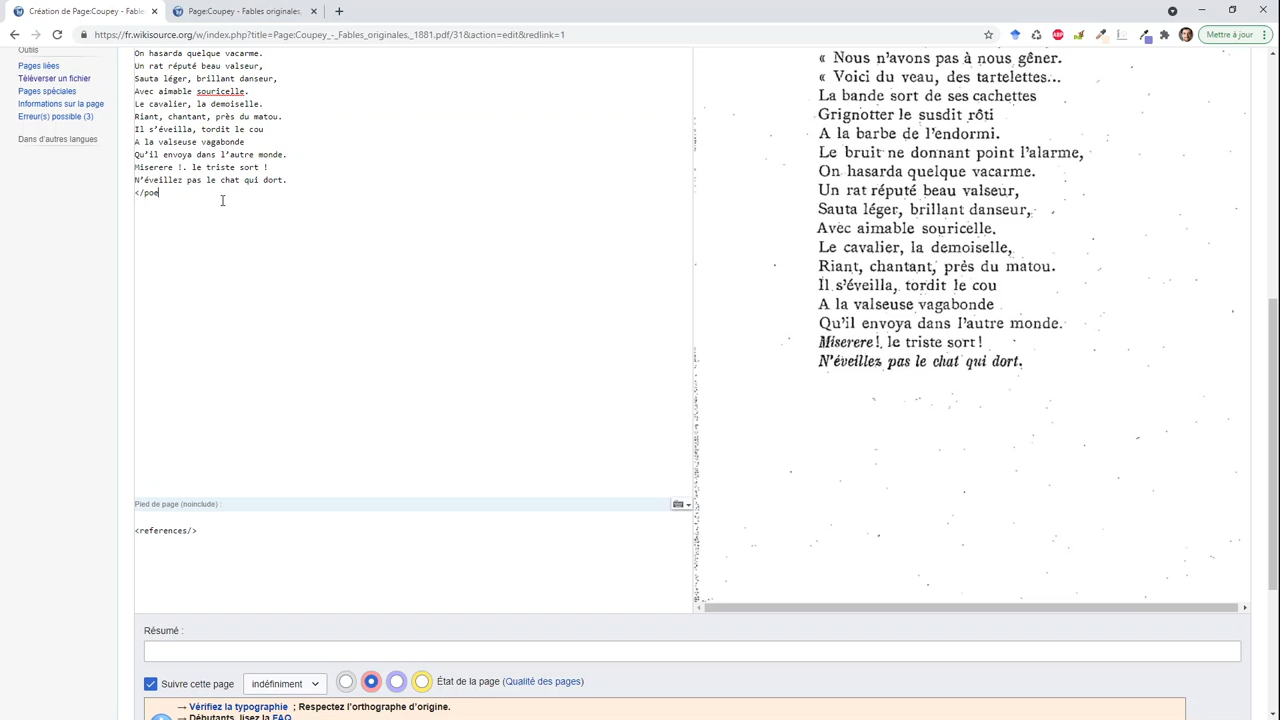 Création de Page:Coupey - Fables
Page:Coupey - Fables originales,
https://fr.wikisource.org/w/index.php?title=Page:Coupey_-_Fables_originales,_1881.pdf/31&action=edit&redlink=1
Mettre à jour
Outils
Pages liées
Téléverser un fichier
Pages spéciales
Informations sur la page
Erreur(s) possible (3)
Dans d'autres langues
On hasarda quelque vacarme.
Un rat réputé beau valseur,
Sauta léger, brillant danseur,
Avec aimable souricelle.
Le cavalier, la demoiselle.
Riant, chantant, près du matou.
Il s’éveilla, tordit le cou
A la valseuse vagabonde
Qu’il envoya dans l’autre monde.
Miserere !. le triste sort !
N’éveillez pas le chat qui dort.
</poe
« Nous n’avons pas à nous gêner.
« Voici du veau, des tartelettes...
La bande sort de ses cachettes
Grignotter le susdit rôti
A la barbe de l’endormi.
Le bruit ne donnant point l’alarme,
On hasarda quelque vacarme.
Un rat réputé beau valseur,
Sauta léger, brillant danseur,
Avec aimable souricelle.
Le cavalier, la demoiselle,
Riant, chantant, près du matou.
Il s’éveilla, tordit le cou
A la valseuse vagabonde
Qu’il envoya dans l’autre monde.
Miserere!. le triste sort!
N’éveillez pas le chat qui dort.
Pied de page (noinclude) :
<references/>
Résumé :
Suivre cette page
indéfiniment
État de la page (Qualité des pages)
→ Vérifiez la typographie ; Respectez l’orthographe d’origine.
→ Débutants, lisez la FAQ